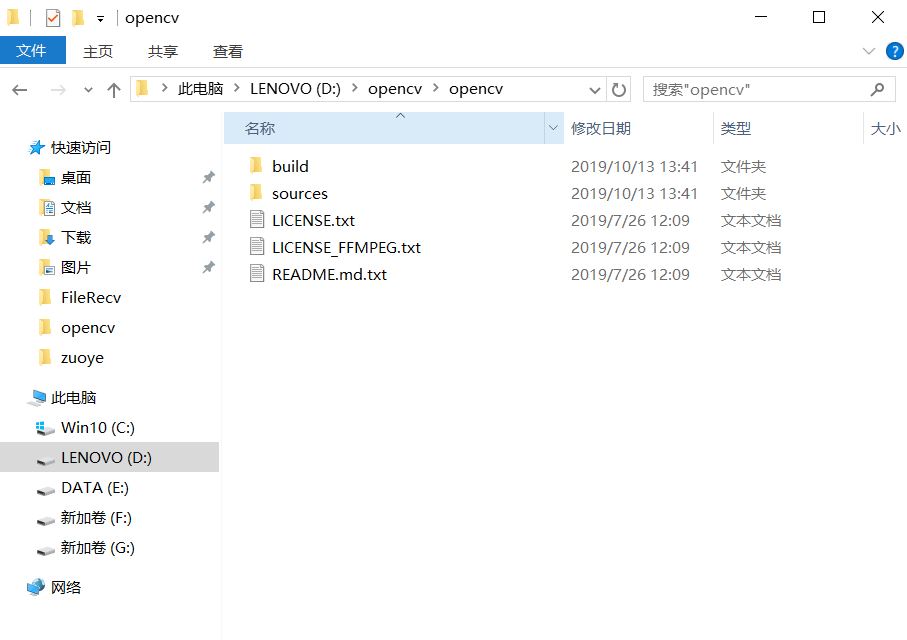 opencv
文件 主页 共享 查看
此电脑 LENOVO (D:) opencv opencv 搜索"opencv"
名称 修改日期 类型 大小
快速访问
桌面
文档
下载
图片
FileRecv
opencv
zuoye
此电脑
Win10 (C:)
LENOVO (D:)
DATA (E:)
新加卷 (F:)
新加卷 (G:)
网络
build 2019/10/13 13:41 文件夹
sources 2019/10/13 13:41 文件夹
LICENSE.txt 2019/7/26 12:09 文本文档
LICENSE_FFMPEG.txt 2019/7/26 12:09 文本文档
README.md.txt 2019/7/26 12:09 文本文档